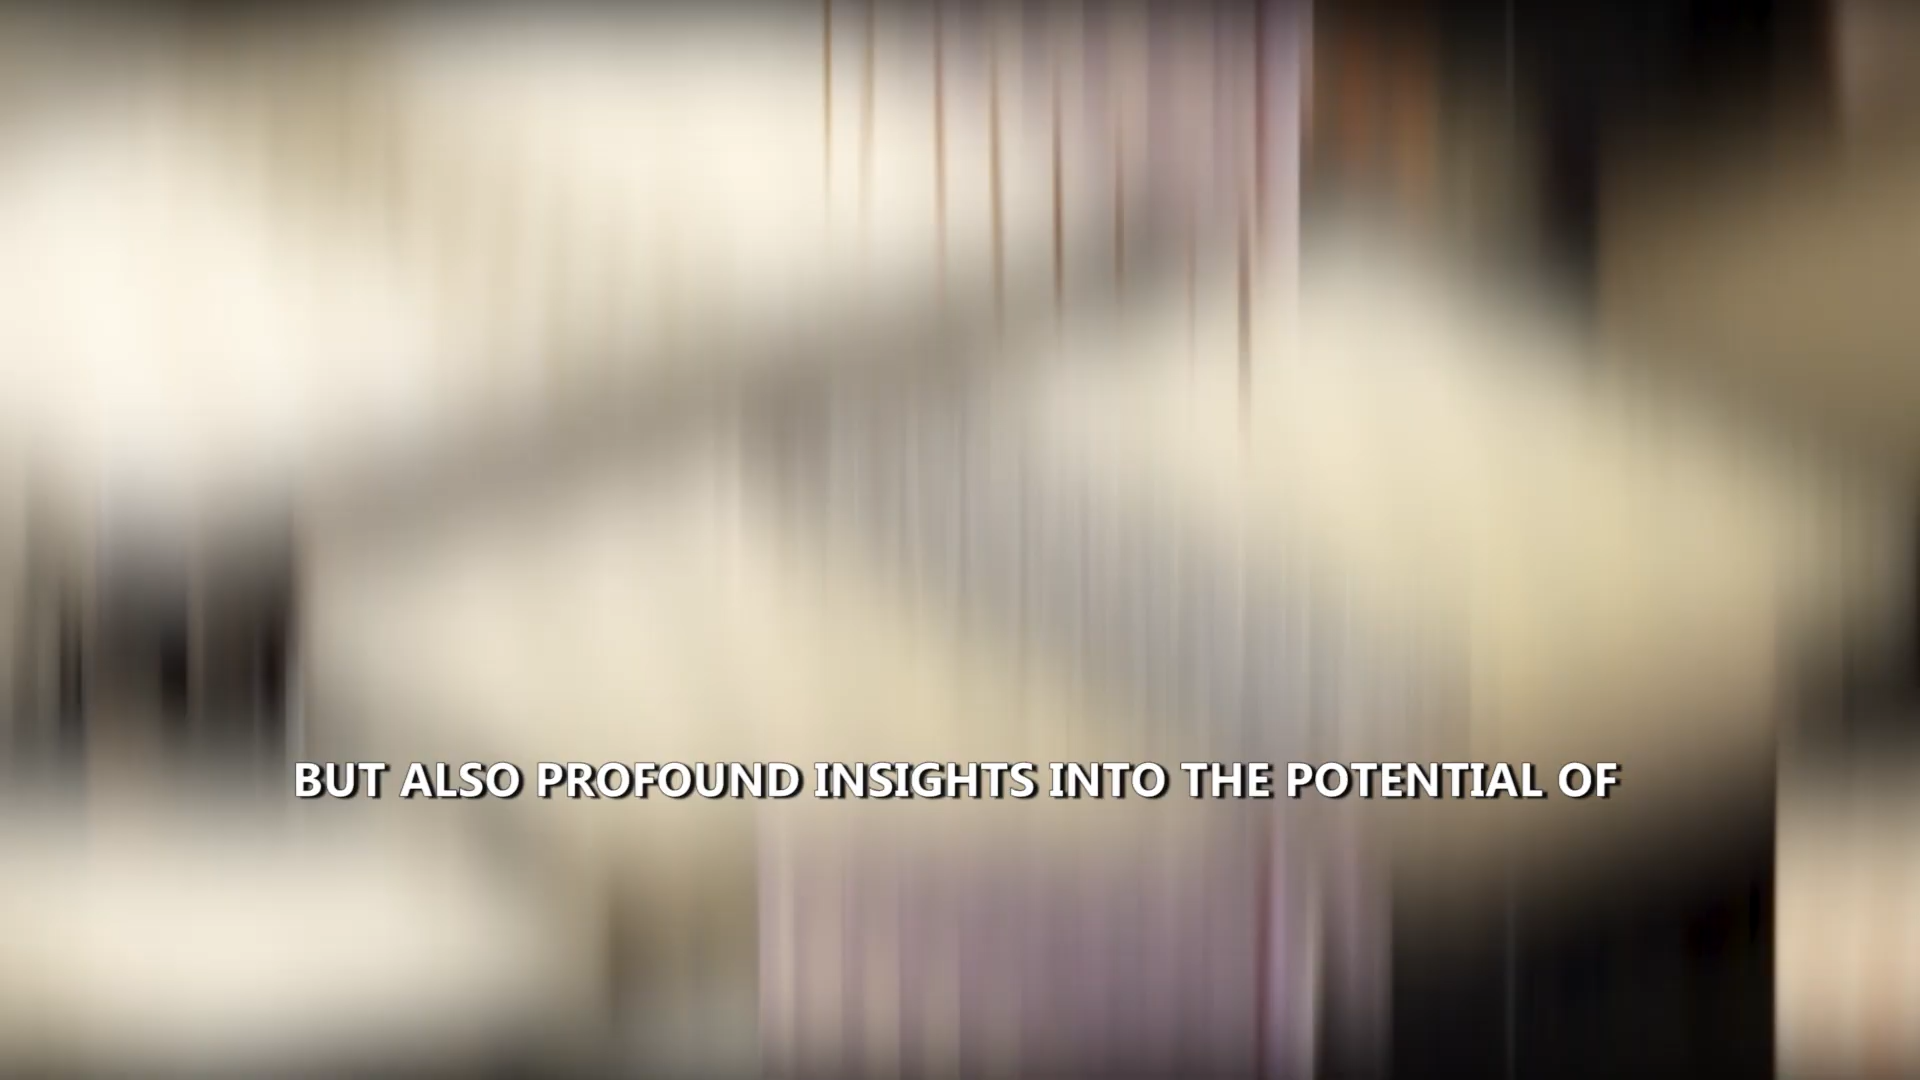 BUT ALSO PROFOUND INSIGHTS INTO THE POTENTIAL OF